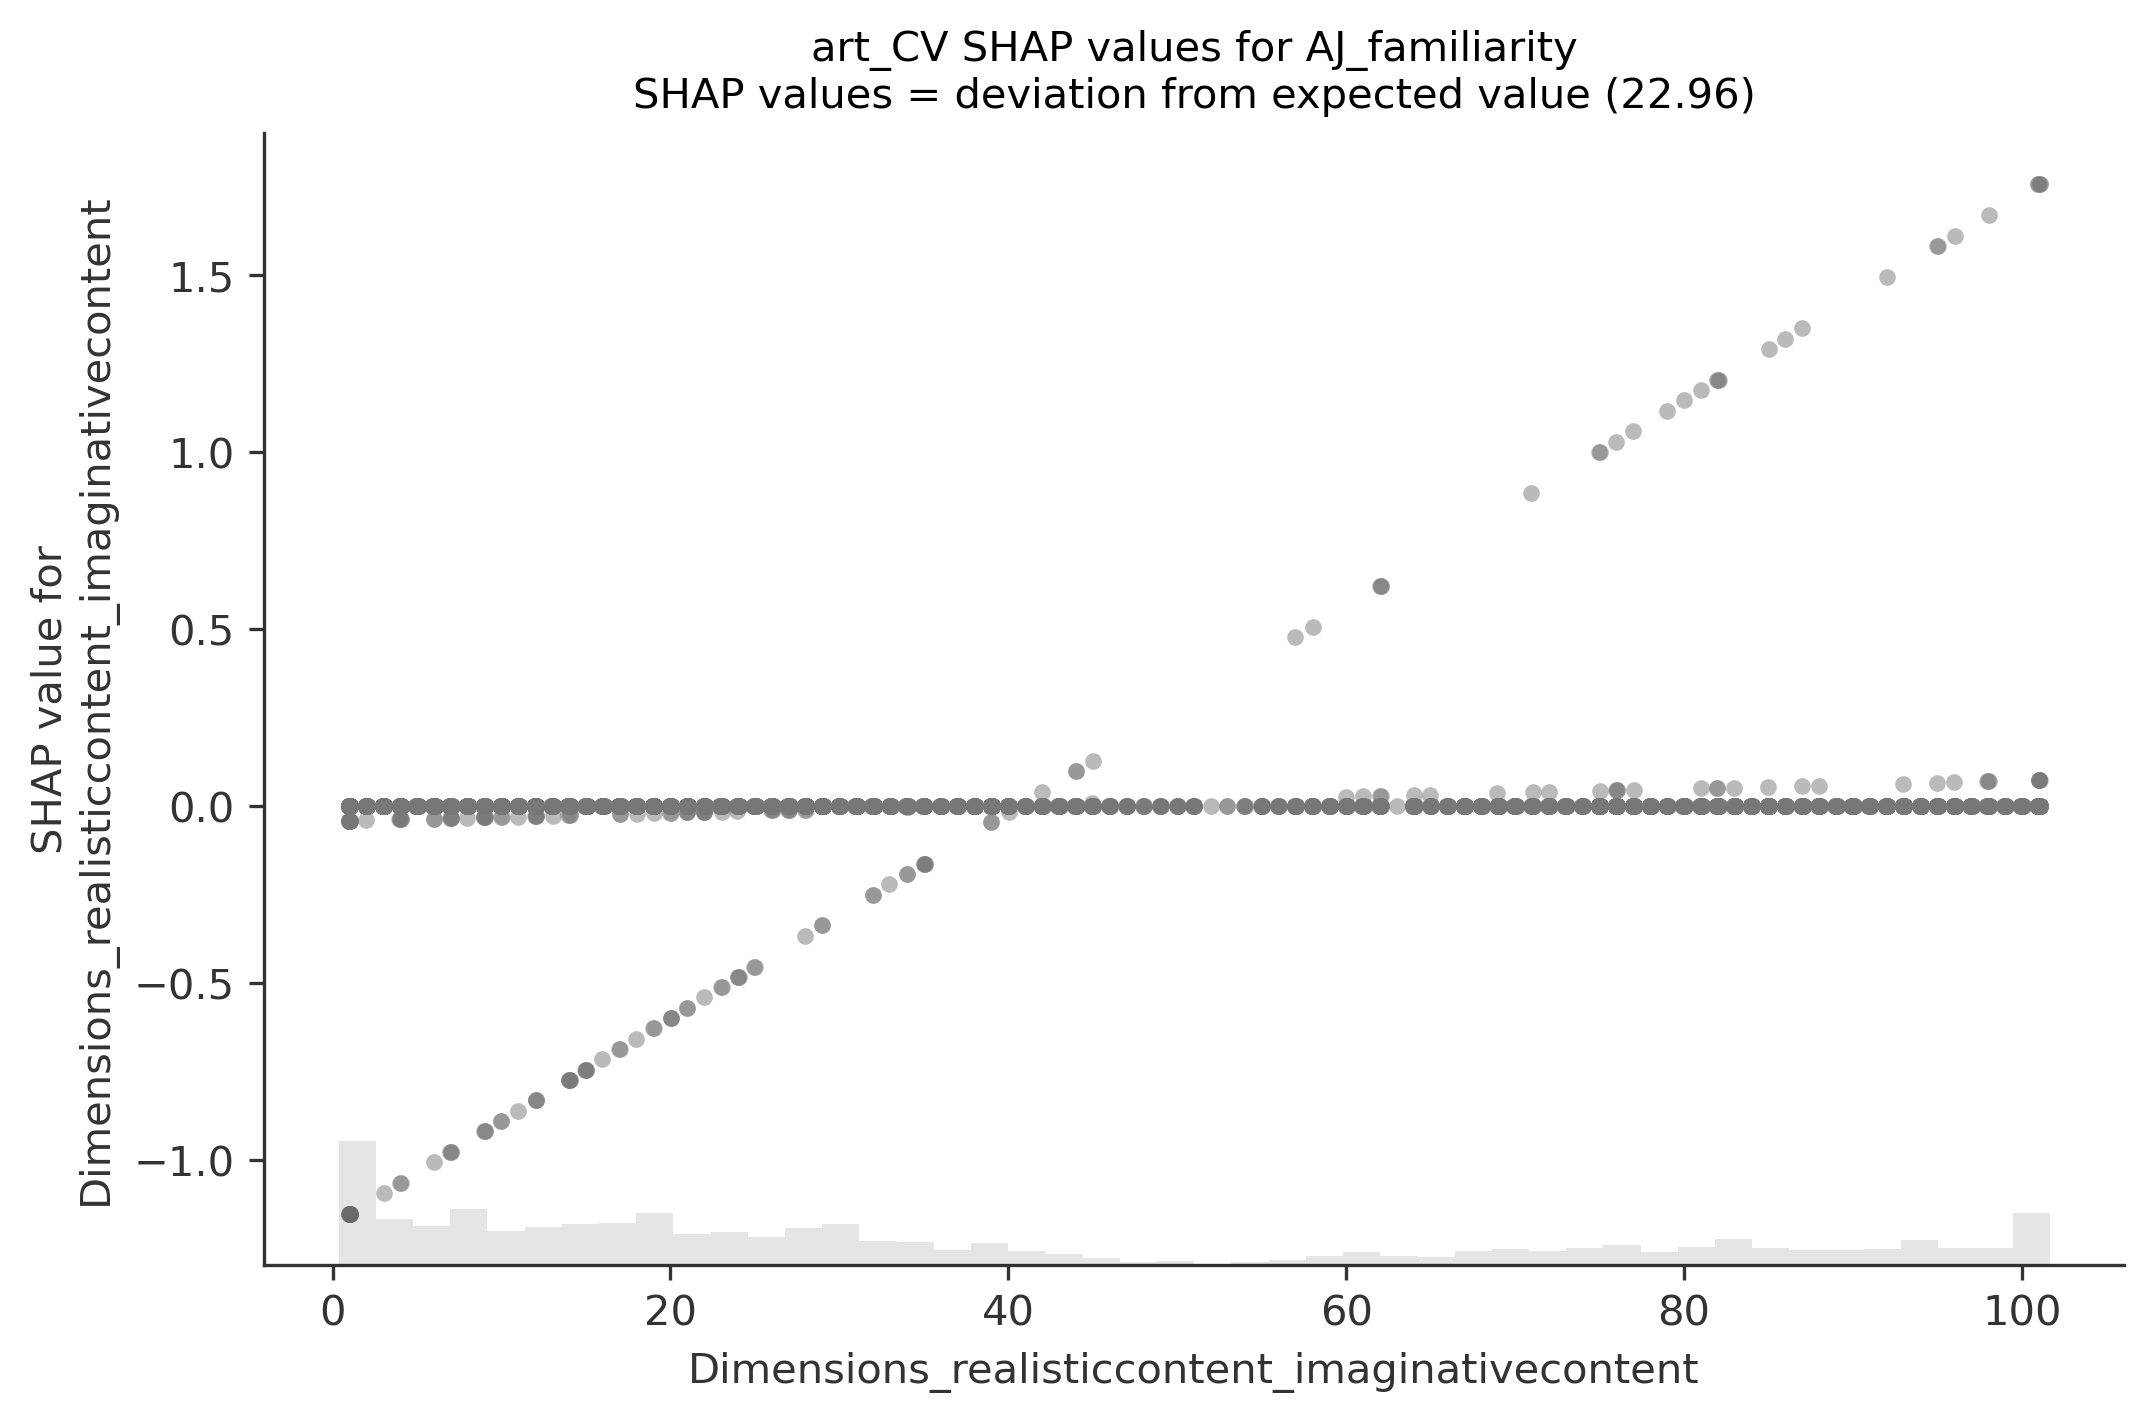 art_CV SHAP values for AJ_familiarity
SHAP values = deviation from expected value (22.96)
SHAP value for
Dimensions_realisticcontent_imaginativecontent
1.5
1.0
0.5
0.0
−0.5
−1.0
0
20
40
60
80
100
Dimensions_realisticcontent_imaginativecontent